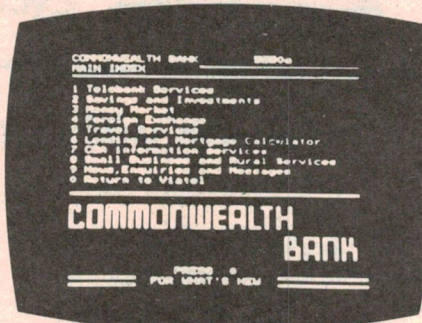 COMMONWEALTH BANK
MAIN INDEX
1 Telebank Services
2 Savings and Investments
3 Money Market
4 Foreign Exchange
5 Travel Services
6 Lending and Mortgage Calculator
7 CBA Information Services
8 Small Business and Rural Services
9 News, Enquiries and Messages
0 Return to Viatel
COMMONWEALTH
BANK
PRESS
FOR WHAT'S NEW